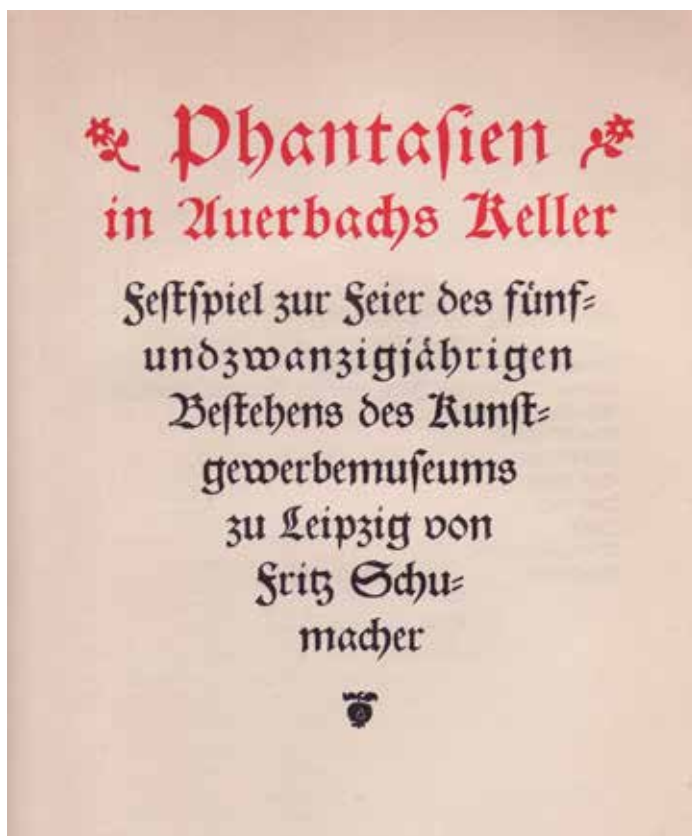 Phantaſien
in Auerbachs Keller
Feſtſpiel zur Feier des fünf⸗
undzwanzigjährigen
Beſtehens des Kunſt⸗
gewerbemuſeums
zu Leipzig von
Fritz Schu⸗
macher